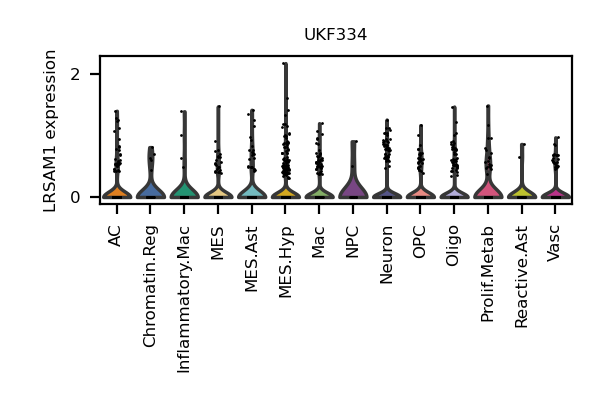 UKF334
LRSAM1 expression
2
0
AC
Chromatin.Reg
Inflammatory.Mac
MES
MES.Ast
MES.Hyp
Mac
NPC
Neuron
OPC
Oligo
Prolif.Metab
Reactive.Ast
Vasc